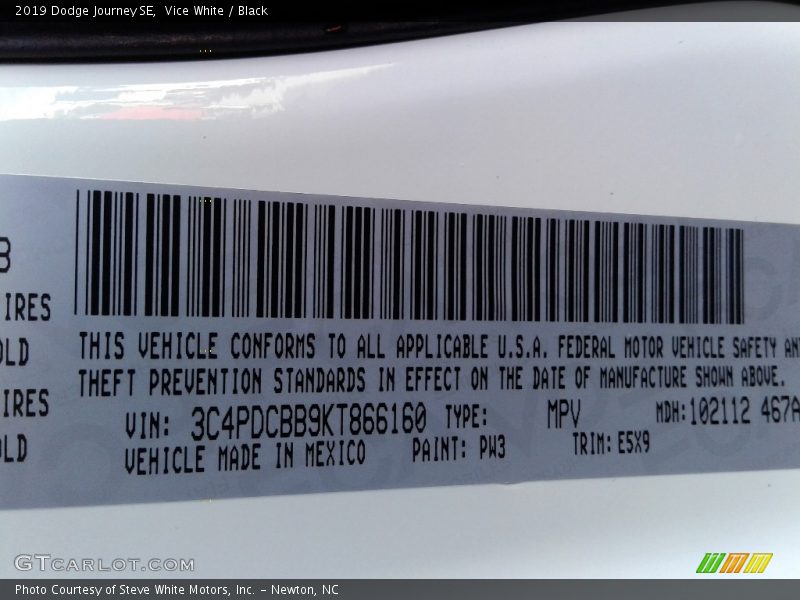 2019 Dodge Journey SE, Vice White / Black
IRES
OLD
IRES
OLD
THIS VEHICLE CONFORMS TO ALL APPLICABLE U.S.A. FEDERAL MOTOR VEHICLE SAFETY AN
THEFT PREVENTION STANDARDS IN EFFECT ON THE DATE OF MANUFACTURE SHOWN ABOVE.
VIN: 3C4PDCBB9KT866160 TYPE: MPV MDH:102112 467A
VEHICLE MADE IN MEXICO PAINT: PW3 TRIM: E5X9
GTCARLOT.COM
Photo Courtesy of Steve White Motors, Inc. – Newton, NC